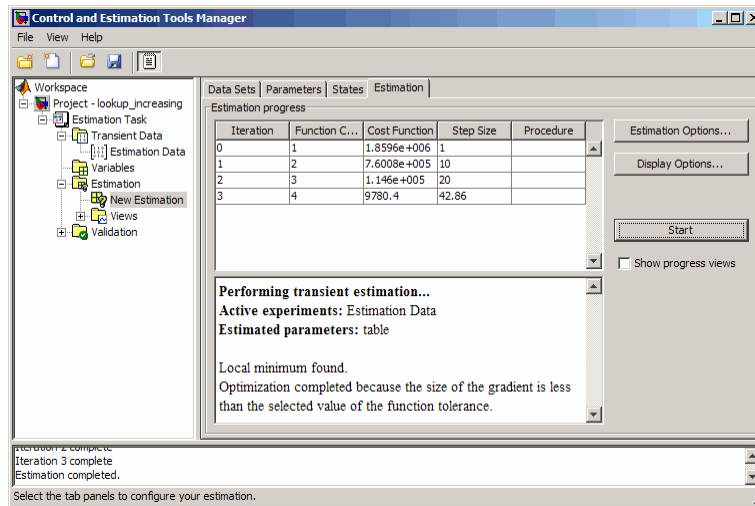 Control and Estimation Tools Manager
File View Help
Workspace
Project - lookup_increasing
Estimation Task
Transient Data
Estimation Data
Variables
Estimation
New Estimation
Views
Validation
Data Sets Parameters States Estimation
Estimation progress
Iteration Function C... Cost Function Step Size Procedure
0 1 1.8596e+006 1
1 2 7.6008e+005 10
2 3 1.146e+005 20
3 4 9780.4 42.86
Estimation Options...
Display Options...
Start
Show progress views
Performing transient estimation...
Active experiments: Estimation Data
Estimated parameters: table
Local minimum found.
Optimization completed because the size of the gradient is less
than the selected value of the function tolerance.
Iteration 2 complete
Iteration 3 complete
Estimation completed.
Select the tab panels to configure your estimation.